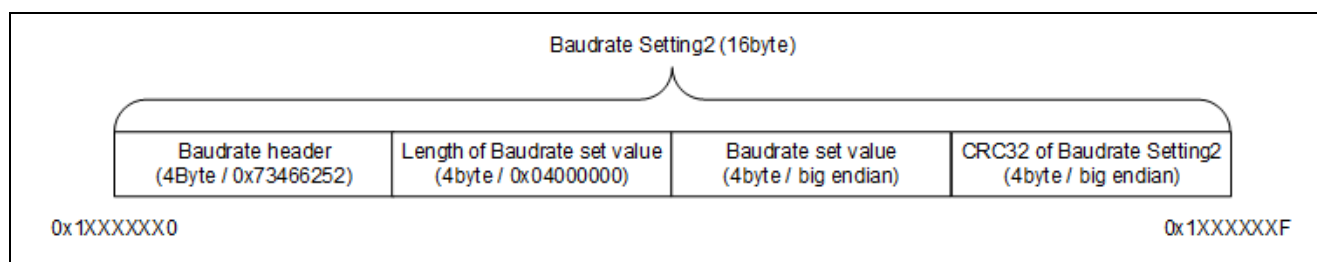 Baudrate Setting2 (16byte)
Baudrate header
(4Byte / 0x73466252)
Length of Baudrate set value
(4byte / 0x04000000)
Baudrate set value
(4byte / big endian)
CRC32 of Baudrate Setting2
(4byte / big endian)
0x1XXXXXX0
0x1XXXXXXF